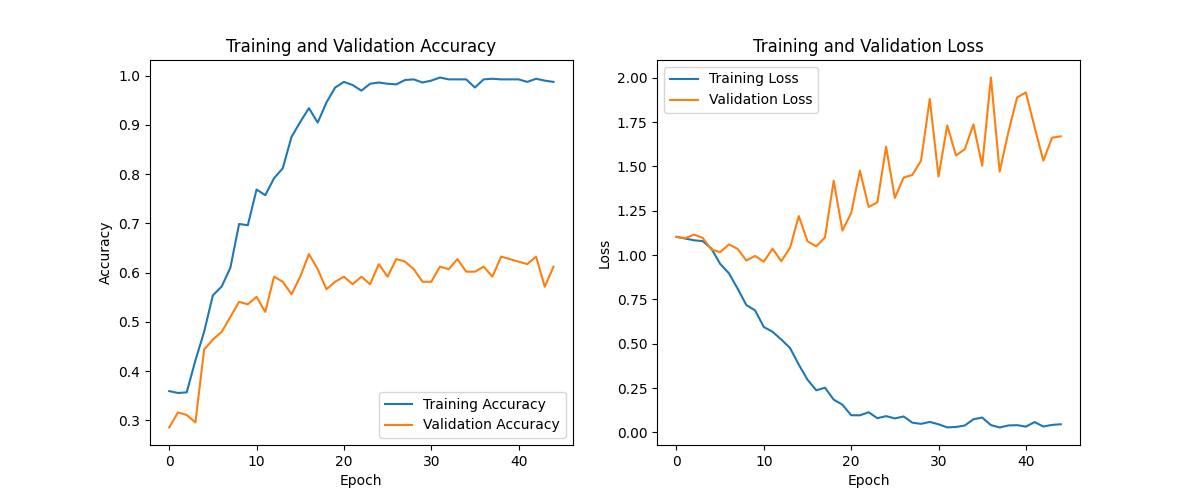 Training and Validation Accuracy
1.0
0.9
0.8
0.7
0.6
0.5
0.4
0.3
Accuracy
0
10
20
30
40
Epoch
Training Accuracy
Validation Accuracy
Training and Validation Loss
2.00
1.75
1.50
1.25
1.00
0.75
0.50
0.25
0.00
Loss
0
10
20
30
40
Epoch
Training Loss
Validation Loss